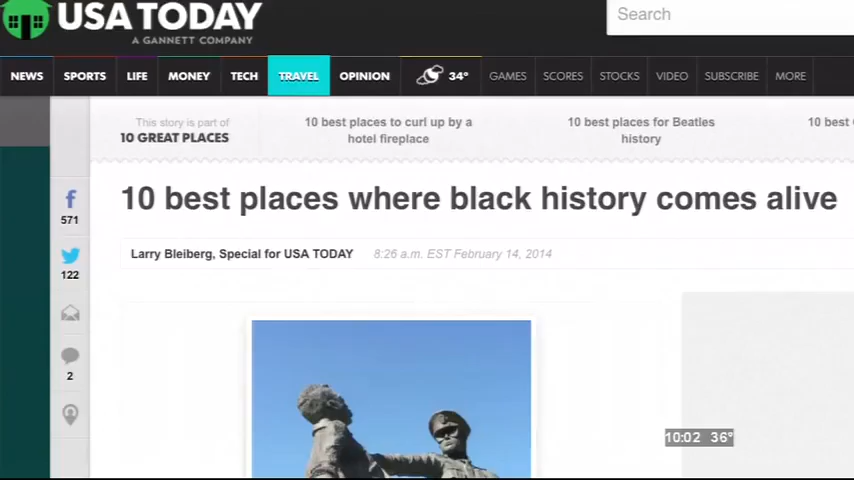 USA TODAY
A GANNETT COMPANY
Search
NEWS SPORTS LIFE MONEY TECH TRAVEL OPINION 34° GAMES SCORES STOCKS VIDEO SUBSCRIBE MORE
This story is part of
10 GREAT PLACES
10 best places to curl up by a
hotel fireplace
10 best places for Beatles
history
10 best
10 best places where black history comes alive
571
Larry Bleiberg, Special for USA TODAY 8:26 a.m. EST February 14, 2014
122
2
10:02 36°